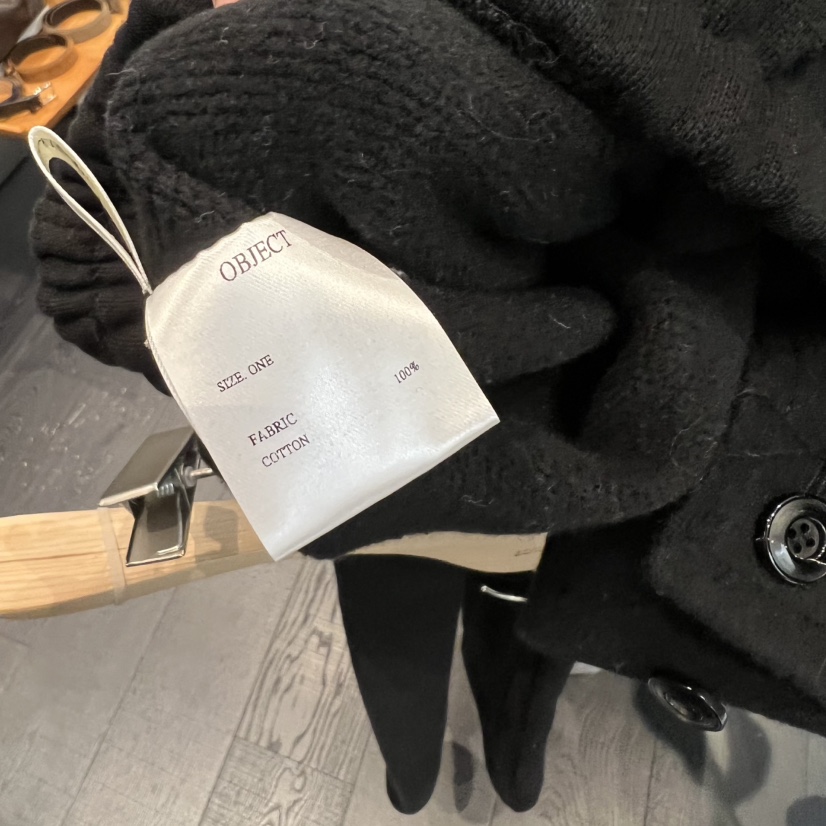 OBJECT
SIZE. ONE
100%
FABRIC
COTTON